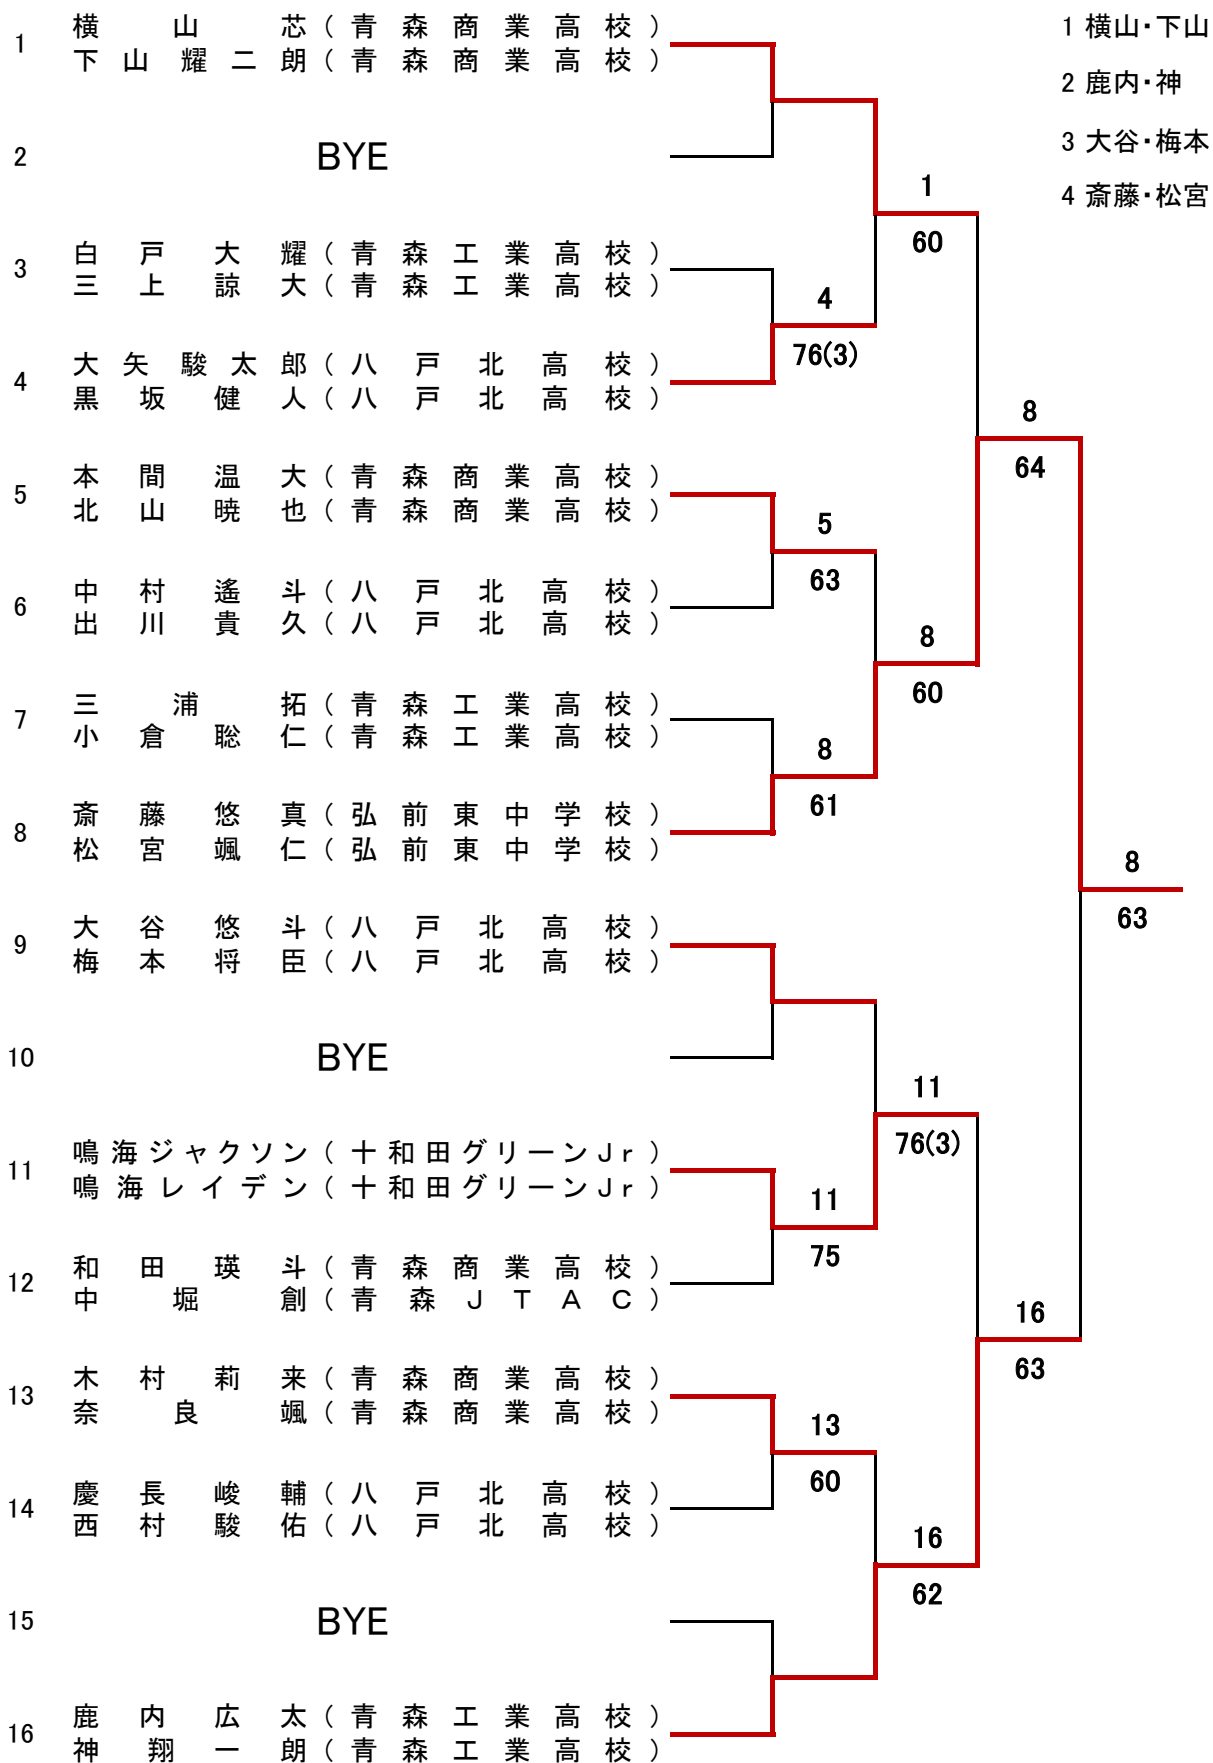 1 横山芯(青森商業高校)
下山耀二朗(青森商業高校)
2 BYE
3 白戸大耀(青森工業高校)
三上諒大(青森工業高校)
4 大矢駿太郎(八戸北高校)
黒坂健人(八戸北高校)
5 本間温大(青森商業高校)
北山暁也(青森商業高校)
6 中村遙斗(八戸北高校)
出川貴久(八戸北高校)
7 三浦拓(青森工業高校)
小倉聡仁(青森工業高校)
8 斎藤悠真(弘前東中学校)
松宮颯仁(弘前東中学校)
9 大谷悠斗(八戸北高校)
梅本将臣(八戸北高校)
10 BYE
11 鳴海ジャクソン(十和田グリーンJr)
鳴海レイデン(十和田グリーンJr)
12 和田瑛斗(青森商業高校)
中堀創(青森JTAC)
13 木村莉来(青森商業高校)
奈良颯(青森商業高校)
14 慶長峻輔(八戸北高校)
西村駿佑(八戸北高校)
15 BYE
16 鹿内広太(青森工業高校)
神翔一朗(青森工業高校)
4
76(3)
5
63
8
61
11
75
13
60
1
60
8
60
11
76(3)
16
62
8
64
16
63
8
63
1 横山・下山
2 鹿内・神
3 大谷・梅本
4 斎藤・松宮